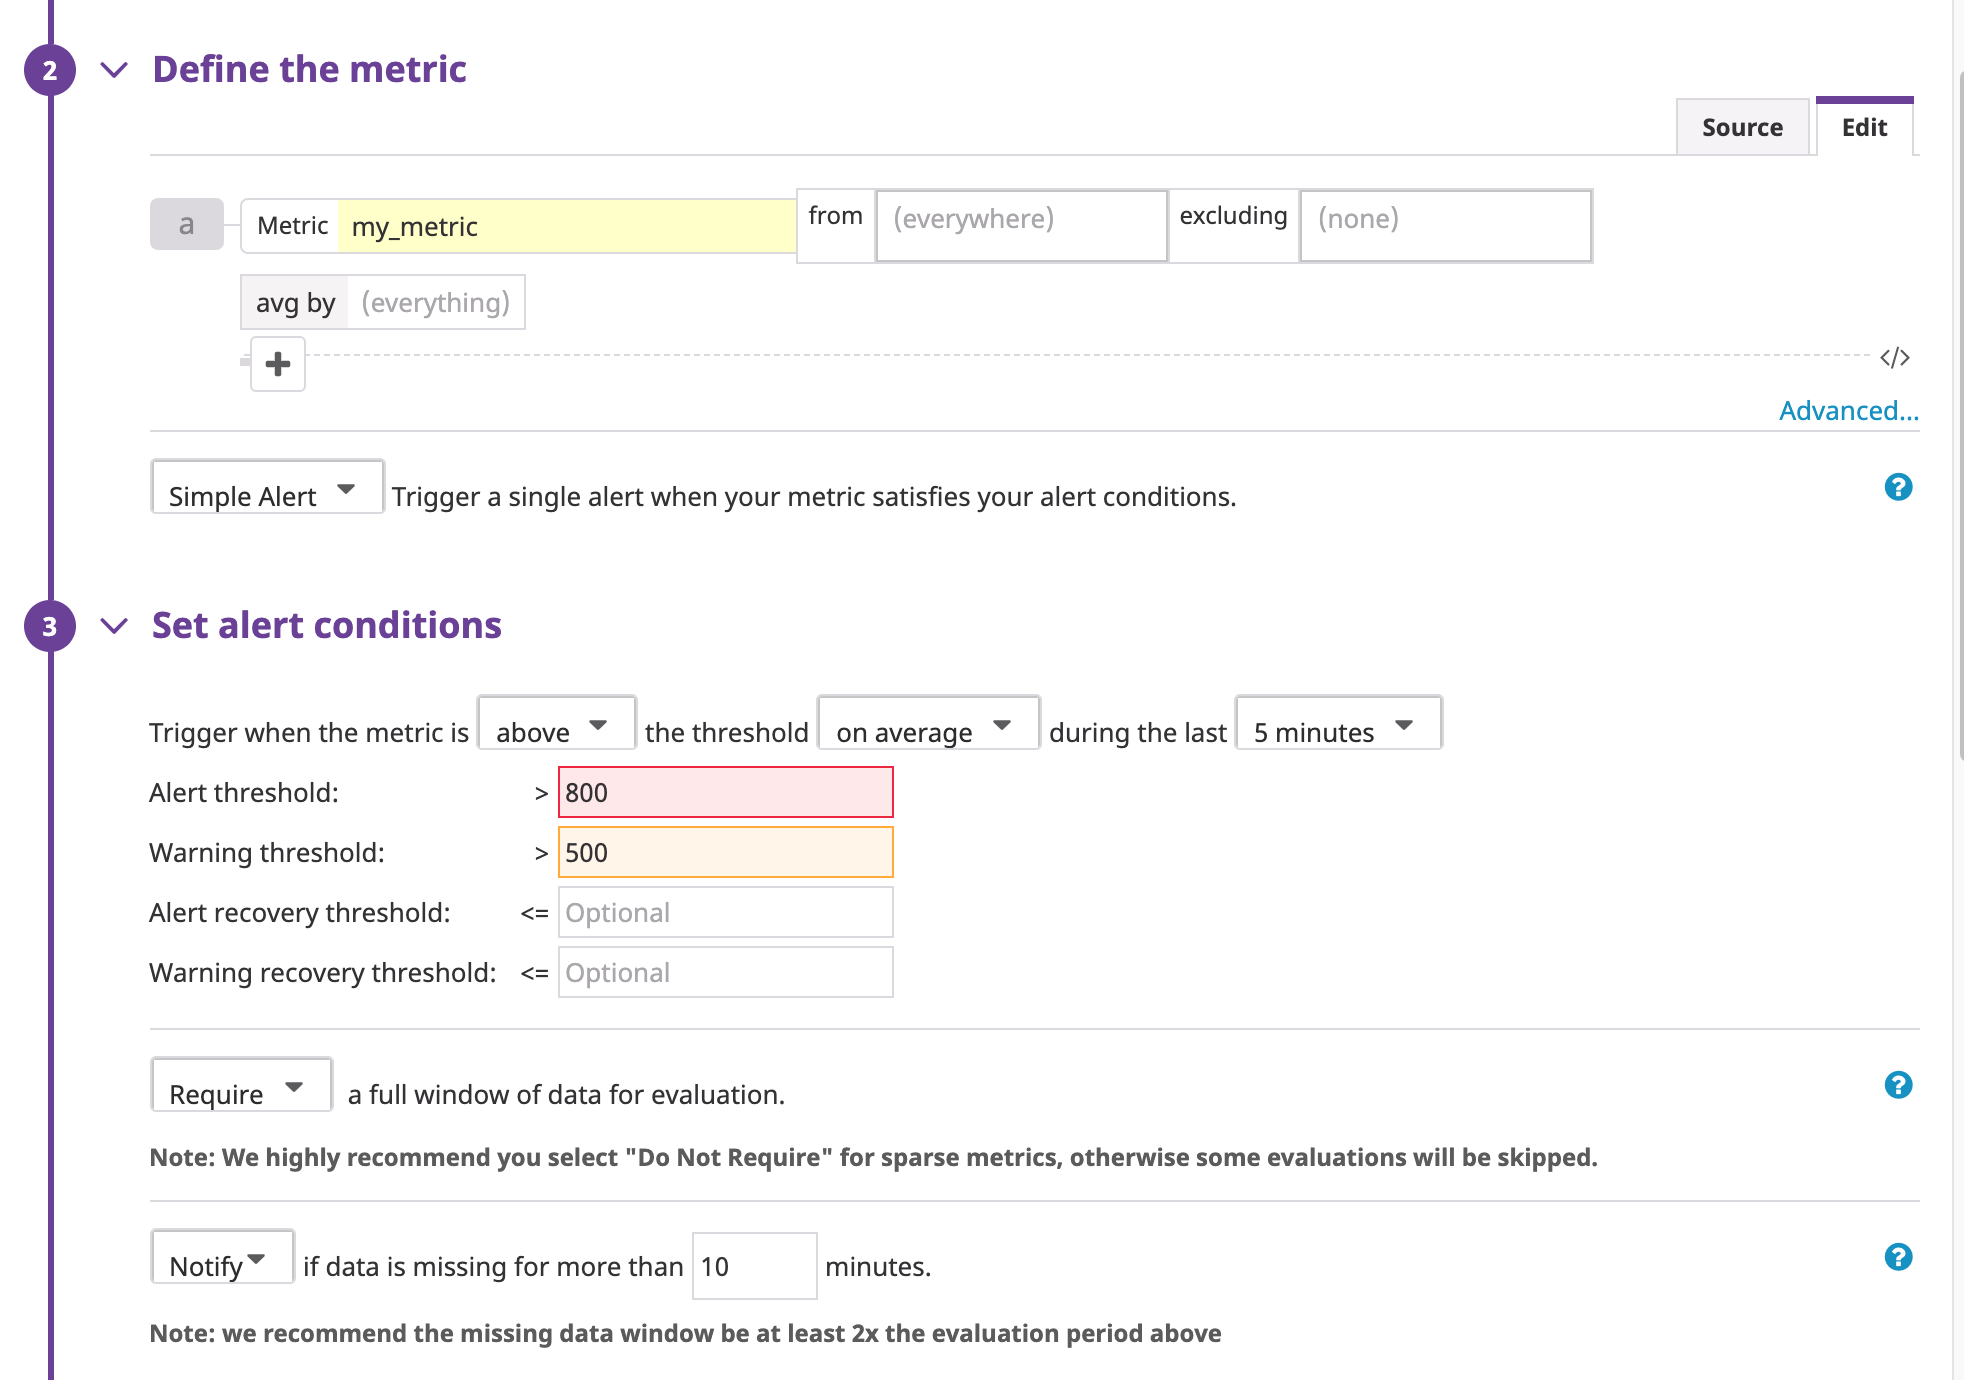 2 Define the metric
Source Edit
a Metric my_metric from (everywhere) excluding (none)
avg by (everything)
+ </>
Advanced...
Simple Alert Trigger a single alert when your metric satisfies your alert conditions. ?
3 Set alert conditions
Trigger when the metric is above the threshold on average during the last 5 minutes
Alert threshold: > 800
Warning threshold: > 500
Alert recovery threshold: <= Optional
Warning recovery threshold: <= Optional
Require a full window of data for evaluation. ?
Note: We highly recommend you select "Do Not Require" for sparse metrics, otherwise some evaluations will be skipped.
Notify if data is missing for more than 10 minutes. ?
Note: we recommend the missing data window be at least 2x the evaluation period above